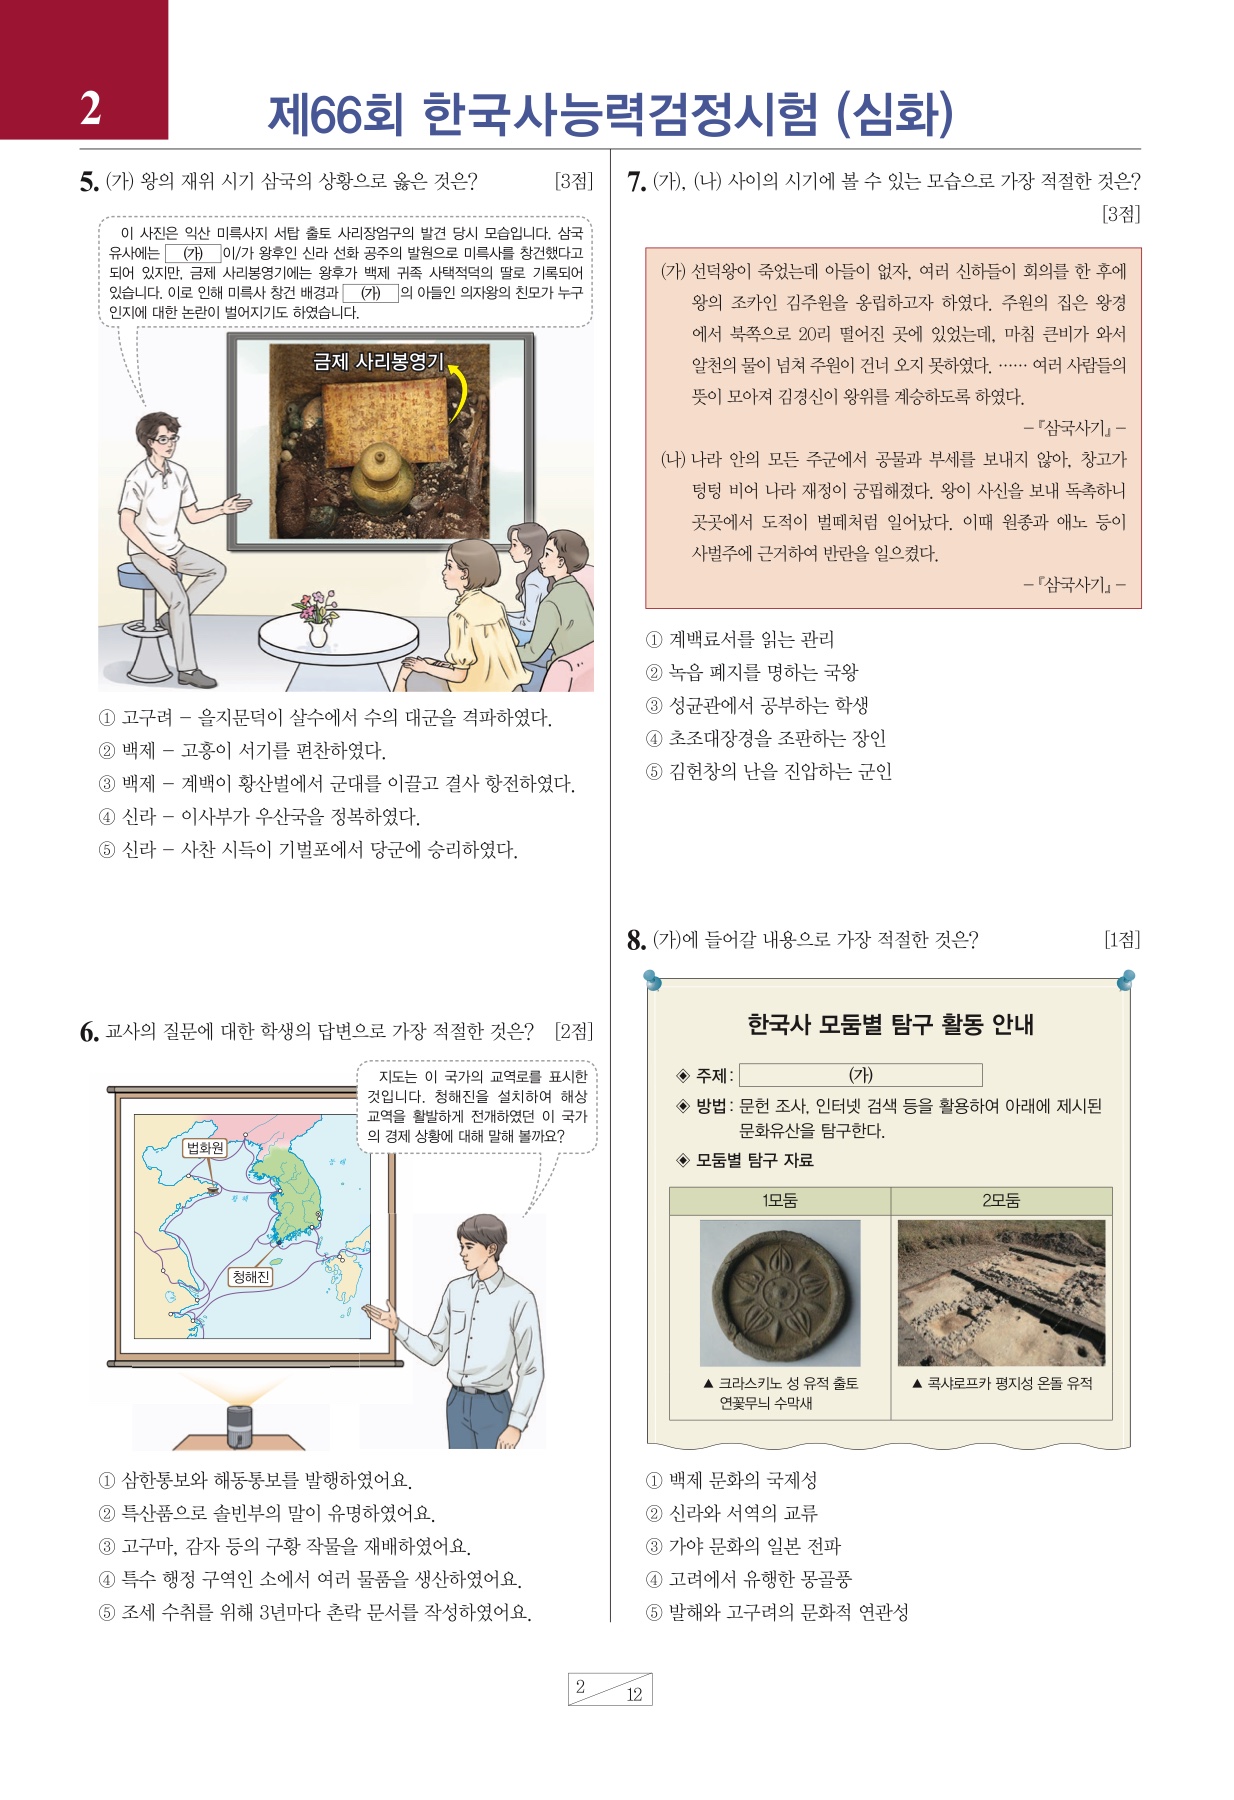 2
제66회 한국사능력검정시험 (심화)
5. (가) 왕의 재위 시기 삼국의 상황으로 옳은 것은? [3점]
이 사진은 익산 미륵사지 서탑 출토 사리장엄구의 발견 당시 모습입니다. 삼국
유사에는 (가) 이/가 왕후인 신라 선화 공주의 발원으로 미륵사를 창건했다고
되어 있지만, 금제 사리봉영기에는 왕후가 백제 귀족 사택적덕의 딸로 기록되어
있습니다. 이로 인해 미륵사 창건 배경과 (가) 의 아들인 의자왕의 친모가 누구
인지에 대한 논란이 벌어지기도 하였습니다.
금제 사리봉영기
① 고구려 - 을지문덕이 살수에서 수의 대군을 격파하였다.
② 백제 - 고흥이 서기를 편찬하였다.
③ 백제 - 계백이 황산벌에서 군대를 이끌고 결사 항전하였다.
④ 신라 - 이사부가 우산국을 정복하였다.
⑤ 신라 - 사찬 시득이 기벌포에서 당군에 승리하였다.
6. 교사의 질문에 대한 학생의 답변으로 가장 적절한 것은? [2점]
지도는 이 국가의 교역로를 표시한
것입니다. 청해진을 설치하여 해상
교역을 활발하게 전개하였던 이 국가
의 경제 상황에 대해 말해 볼까요?
법화원
동해
황해
청해진
① 삼한통보와 해동통보를 발행하였어요.
② 특산품으로 솔빈부의 말이 유명하였어요.
③ 고구마, 감자 등의 구황 작물을 재배하였어요.
④ 특수 행정 구역인 소에서 여러 물품을 생산하였어요.
⑤ 조세 수취를 위해 3년마다 촌락 문서를 작성하였어요.
7. (가), (나) 사이의 시기에 볼 수 있는 모습으로 가장 적절한 것은?
[3점]
(가) 선덕왕이 죽었는데 아들이 없자, 여러 신하들이 회의를 한 후에
왕의 조카인 김주원을 옹립하고자 하였다. 주원의 집은 왕경
에서 북쪽으로 20리 떨어진 곳에 있었는데, 마침 큰비가 와서
알천의 물이 넘쳐 주원이 건너 오지 못하였다. …… 여러 사람들의
뜻이 모아져 김경신이 왕위를 계승하도록 하였다.
- 『삼국사기』 -
(나) 나라 안의 모든 주군에서 공물과 부세를 보내지 않아, 창고가
텅텅 비어 나라 재정이 궁핍해졌다. 왕이 사신을 보내 독촉하니
곳곳에서 도적이 벌떼처럼 일어났다. 이때 원종과 애노 등이
사벌주에 근거하여 반란을 일으켰다.
- 『삼국사기』 -
① 계백료서를 읽는 관리
② 녹읍 폐지를 명하는 국왕
③ 성균관에서 공부하는 학생
④ 초조대장경을 조판하는 장인
⑤ 김헌창의 난을 진압하는 군인
8. (가)에 들어갈 내용으로 가장 적절한 것은? [1점]
한국사 모둠별 탐구 활동 안내
◈ 주제: (가)
◈ 방법: 문헌 조사, 인터넷 검색 등을 활용하여 아래에 제시된
문화유산을 탐구한다.
◈ 모둠별 탐구 자료
1모둠 2모둠
▲ 크라스키노 성 유적 출토
연꽃무늬 수막새
▲ 콕샤로프카 평지성 온돌 유적
① 백제 문화의 국제성
② 신라와 서역의 교류
③ 가야 문화의 일본 전파
④ 고려에서 유행한 몽골풍
⑤ 발해와 고구려의 문화적 연관성
2
12